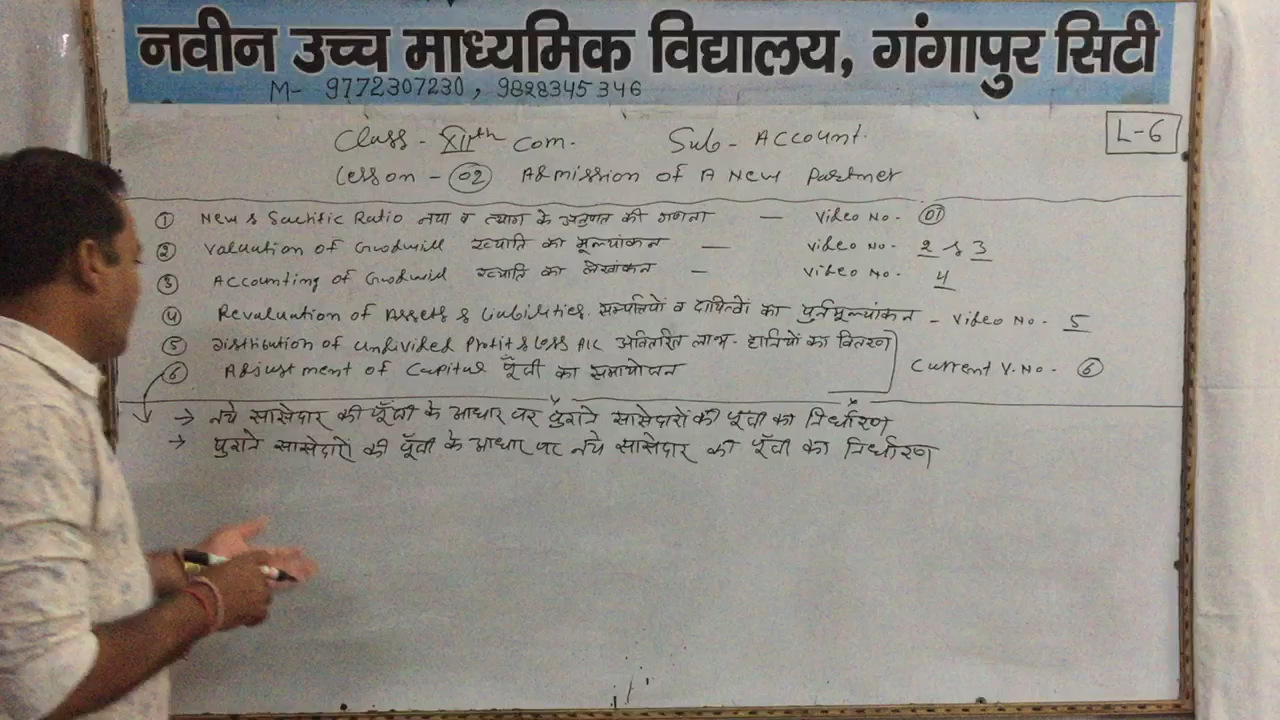 नवीन उच्च माध्यमिक विद्यालय, गंगापुर सिटी
M- 9772307230, 9828345346
L-6
Class - XIIth com. Sub - Account.
Lesson - 02 Admission of A New Partner
① New & Sacrific Ratio नया व त्याग के अनुपात की गणना — Video No. 01
② Valuation of Goodwill ख्याति का मूल्यांकन — Video No. 2 & 3
③ Accounting of Goodwill ख्याति का लेखांकन — Video No. 4
④ Revaluation of Assets & Liabilities. सम्पत्तियों व दायित्वों का पुर्नमूल्यांकन - Video No. 5
⑤ Distribution of Undivided Profit & Loss A/C अवितरित लाभ - हानियों का वितरण
⑥ Adjustment of Capital पूँजी का समायोजन Current V.No. - ⑥
→ नये साझेदार की पूँजी के आधार पर पुराने साझेदारों की पूंजी का निर्धारण
→ पुराने साझेदारों की पूँजी के आधार पर नये साझेदार की पूँजी का निर्धारण